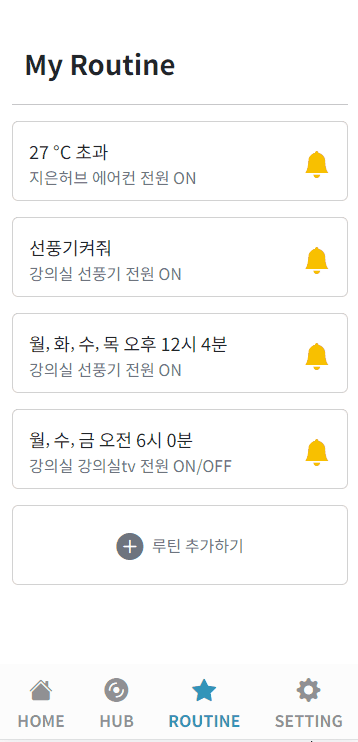 My Routine
27 °C 초과
지은허브 에어컨 전원 ON
선풍기켜줘
강의실 선풍기 전원 ON
월, 화, 수, 목 오후 12시 4분
강의실 선풍기 전원 ON
월, 수, 금 오전 6시 0분
강의실 강의실tv 전원 ON/OFF
루틴 추가하기
HOME HUB ROUTINE SETTING